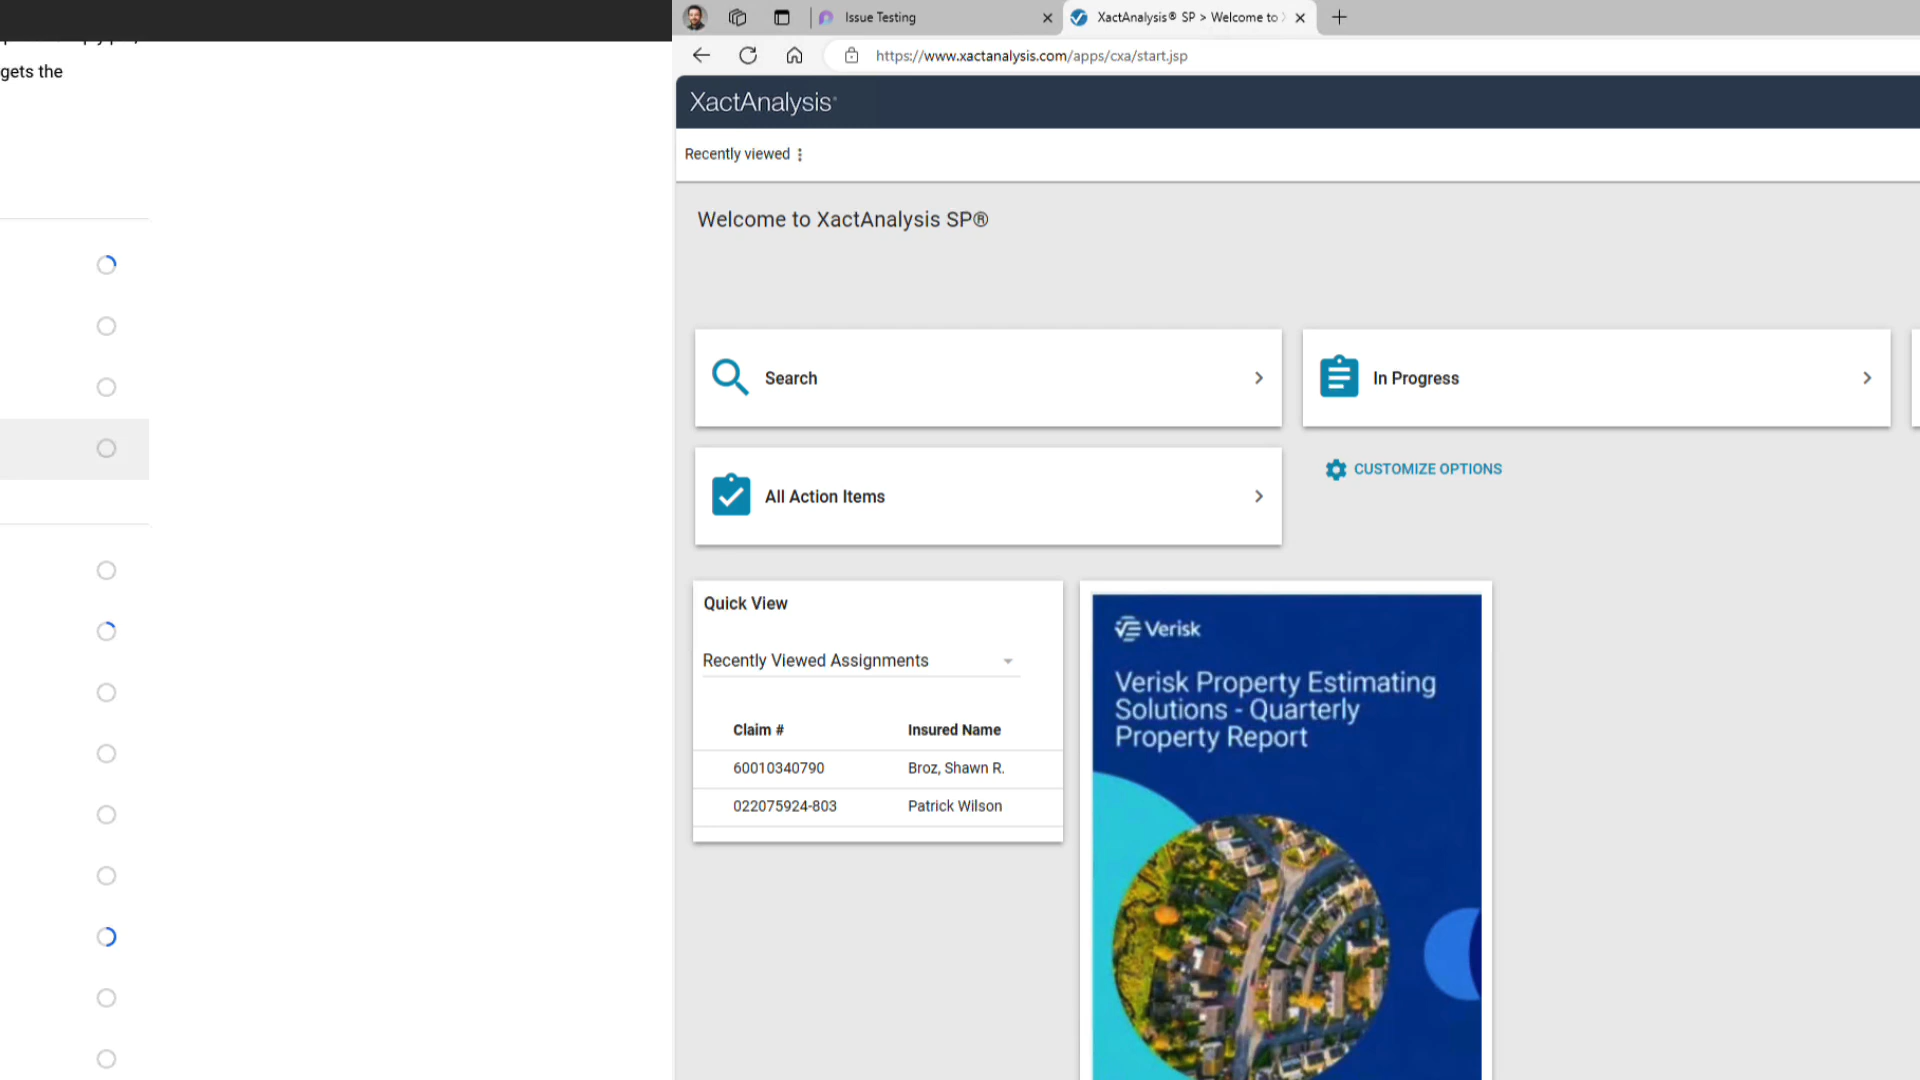 gets the
Issue Testing
XactAnalysis® SP > Welcome to
https://www.xactanalysis.com/apps/cxa/start.jsp
XactAnalysis®
Recently viewed
Welcome to XactAnalysis SP®
Search
In Progress
All Action Items
CUSTOMIZE OPTIONS
Quick View
Recently Viewed Assignments
Claim # Insured Name
60010340790 Broz, Shawn R.
022075924-803 Patrick Wilson
Verisk
Verisk Property Estimating
Solutions - Quarterly
Property Report